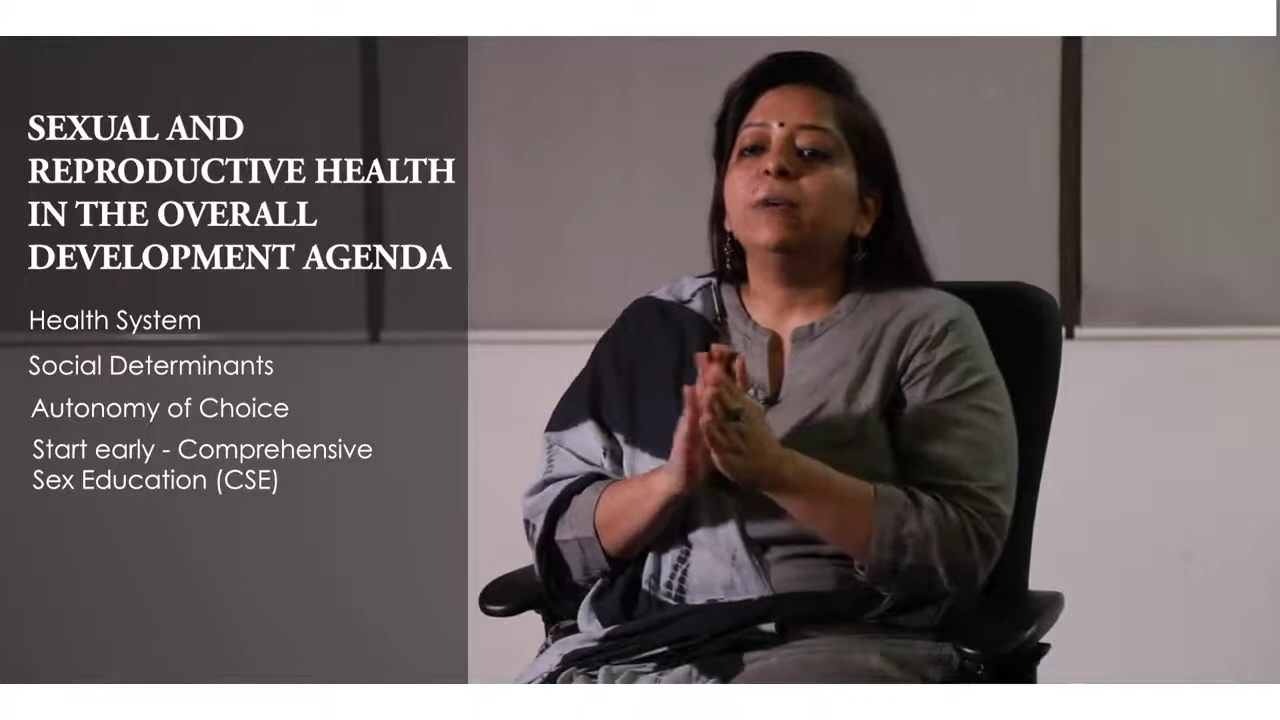 SEXUAL AND
REPRODUCTIVE HEALTH
IN THE OVERALL
DEVELOPMENT AGENDA
Health System
Social Determinants
Autonomy of Choice
Start early - Comprehensive
Sex Education (CSE)